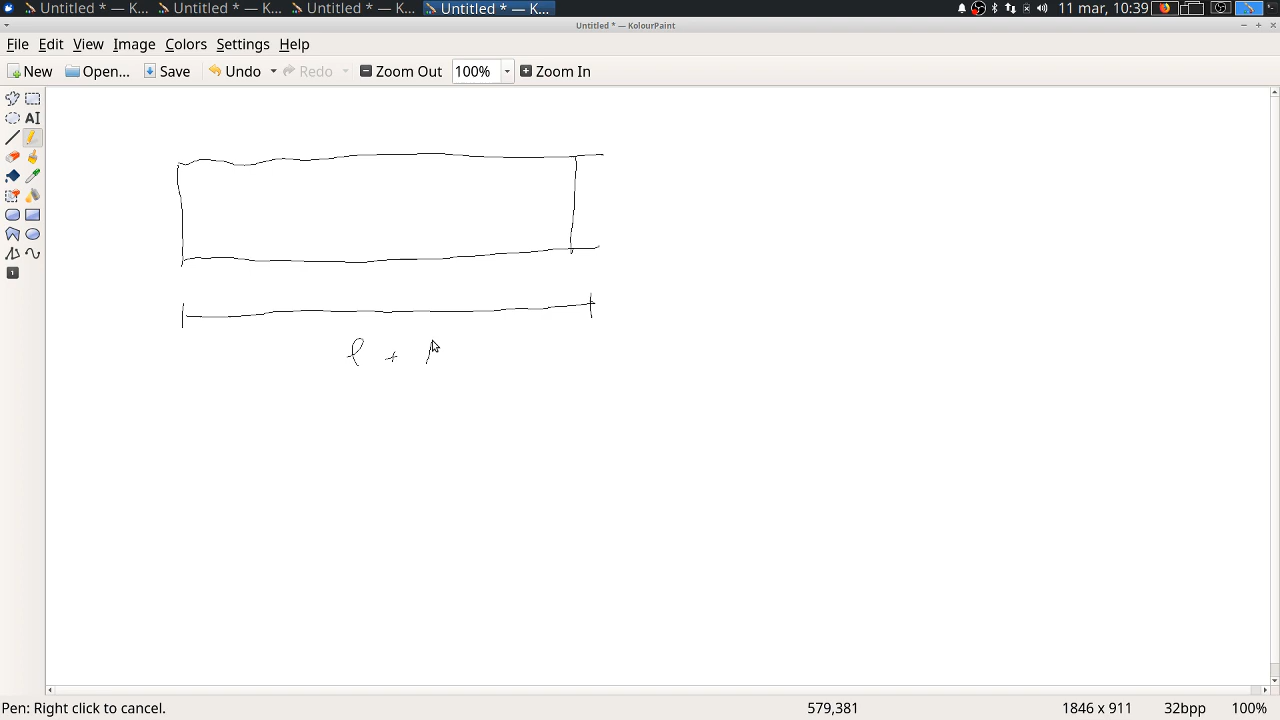 Untitled * — K... Untitled * — K... Untitled * — K... Untitled * — K... 11 mar, 10:39
Untitled * — KolourPaint
File Edit View Image Colors Settings Help
New Open... Save Undo Redo Zoom Out 100% Zoom In
AI
1
ℓ +
Pen: Right click to cancel. 579,381 1846 x 911 32bpp 100%